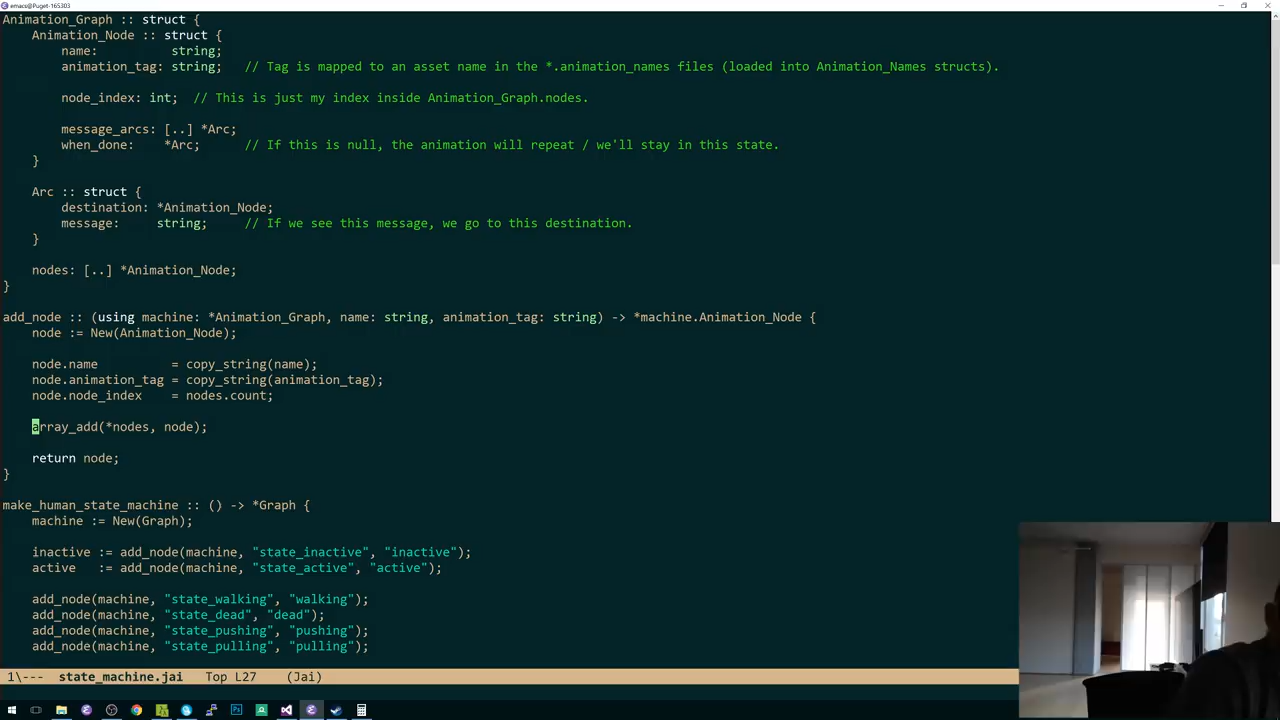 emacs@Puget-165303
Animation_Graph :: struct {
    Animation_Node :: struct {
        name:          string;
        animation_tag: string;   // Tag is mapped to an asset name in the *.animation_names files (loaded into Animation_Names structs).
        node_index: int;  // This is just my index inside Animation_Graph.nodes.
        message_arcs: [..] *Arc;
        when_done:    *Arc;      // If this is null, the animation will repeat / we'll stay in this state.
    }
    Arc :: struct {
        destination: *Animation_Node;
        message:     string;     // If we see this message, we go to this destination.
    }
    nodes: [..] *Animation_Node;
}
add_node :: (using machine: *Animation_Graph, name: string, animation_tag: string) -> *machine.Animation_Node {
    node := New(Animation_Node);
    node.name          = copy_string(name);
    node.animation_tag = copy_string(animation_tag);
    node.node_index    = nodes.count;
    array_add(*nodes, node);
    return node;
}
make_human_state_machine :: () -> *Graph {
    machine := New(Graph);
    inactive := add_node(machine, "state_inactive", "inactive");
    active   := add_node(machine, "state_active", "active");
    add_node(machine, "state_walking", "walking");
    add_node(machine, "state_dead", "dead");
    add_node(machine, "state_pushing", "pushing");
    add_node(machine, "state_pulling", "pulling");
1\---  state_machine.jai   Top L27    (Jai)